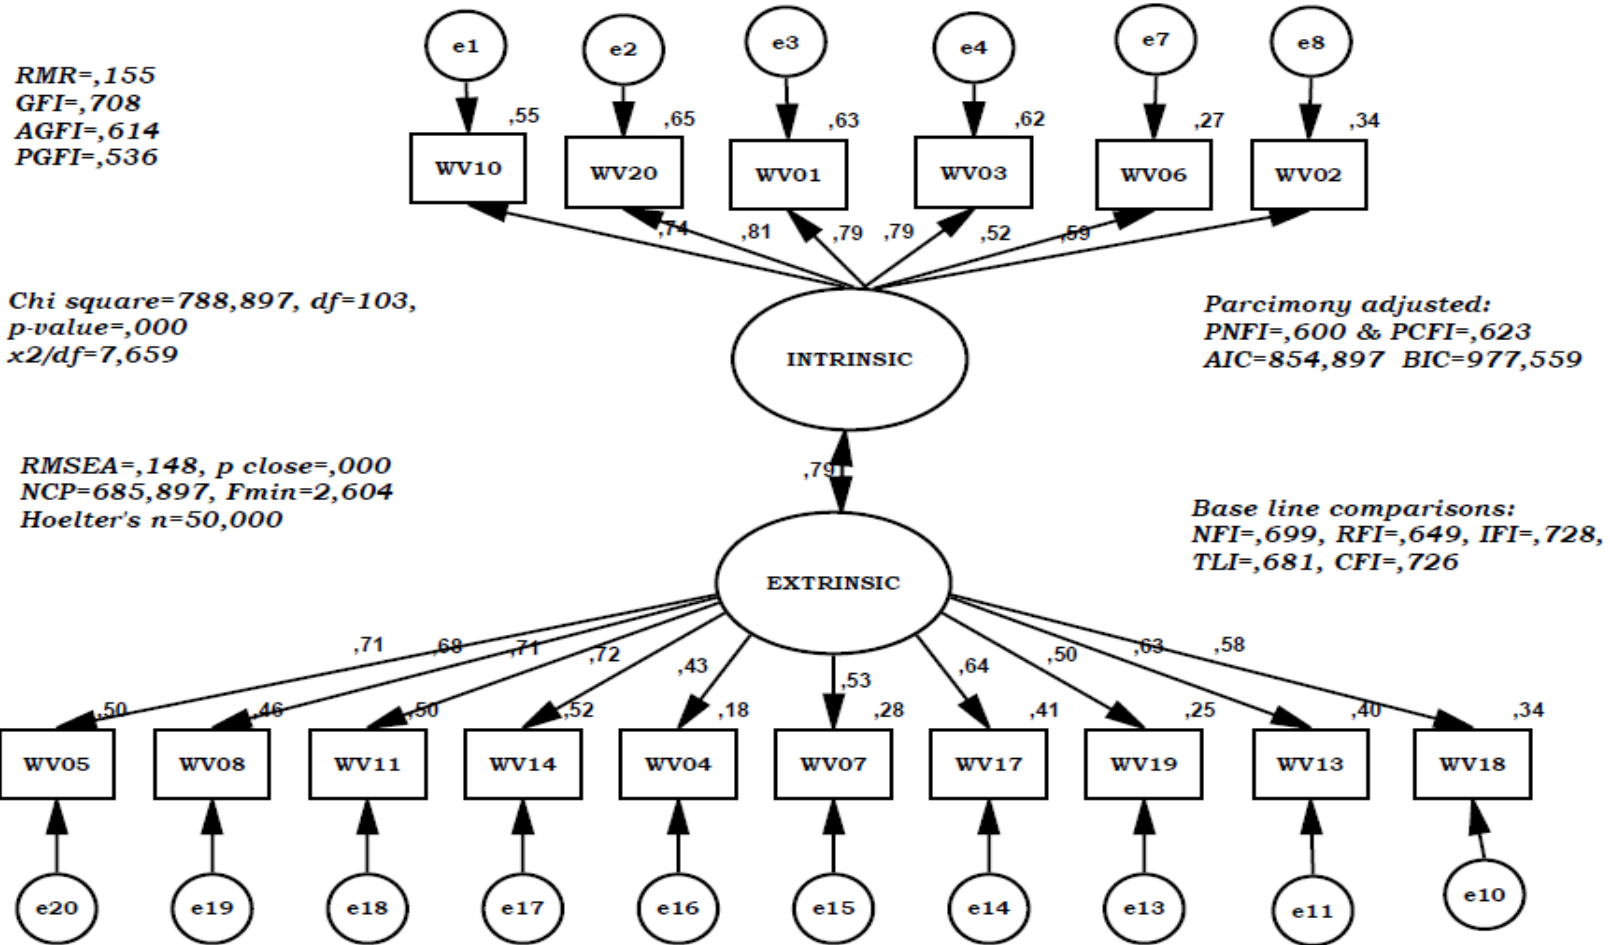 e1 e2 e3 e4 e7 e8
RMR=,155
GFI=,708
AGFI=,614
PGFI=,536
,55 ,65 ,63 ,62 ,27 ,34
WV10 WV20 WV01 WV03 WV06 WV02
,74 ,81 ,79 ,79 ,52 ,59
Chi square=788,897, df=103,
p-value=,000
x2/df=7,659
Parcimony adjusted:
PNFI=,600 & PCFI=,623
AIC=854,897 BIC=977,559
INTRINSIC
,79
RMSEA=,148, p close=,000
NCP=685,897, Fmin=2,604
Hoelter's n=50,000
Base line comparisons:
NFI=,699, RFI=,649, IFI=,728,
TLI=,681, CFI=,726
EXTRINSIC
,71 ,68 ,71 ,72 ,43 ,53 ,64 ,50 ,63 ,58
,50 ,46 ,50 ,52 ,18 ,28 ,41 ,25 ,40 ,34
WV05 WV08 WV11 WV14 WV04 WV07 WV17 WV19 WV13 WV18
e20 e19 e18 e17 e16 e15 e14 e13 e11 e10